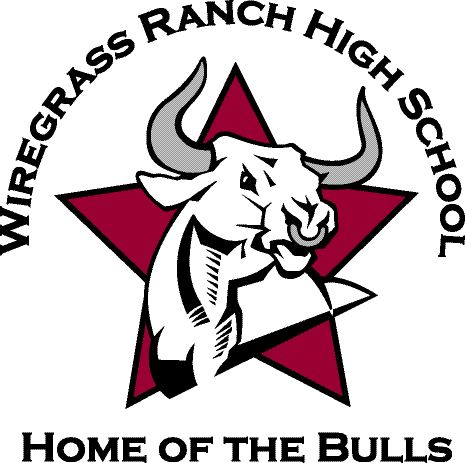 Wiregrass Ranch High School
Home of the Bulls